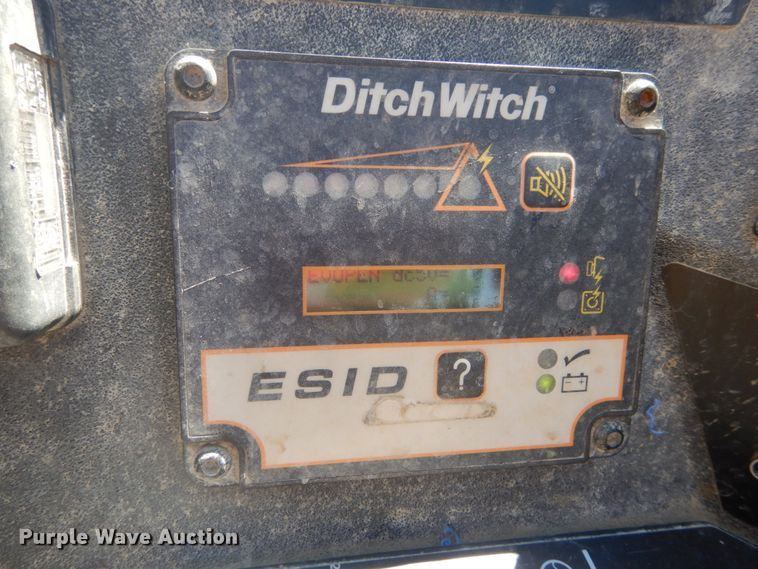 DitchWitch®
ESID
?
Purple Wave Auction